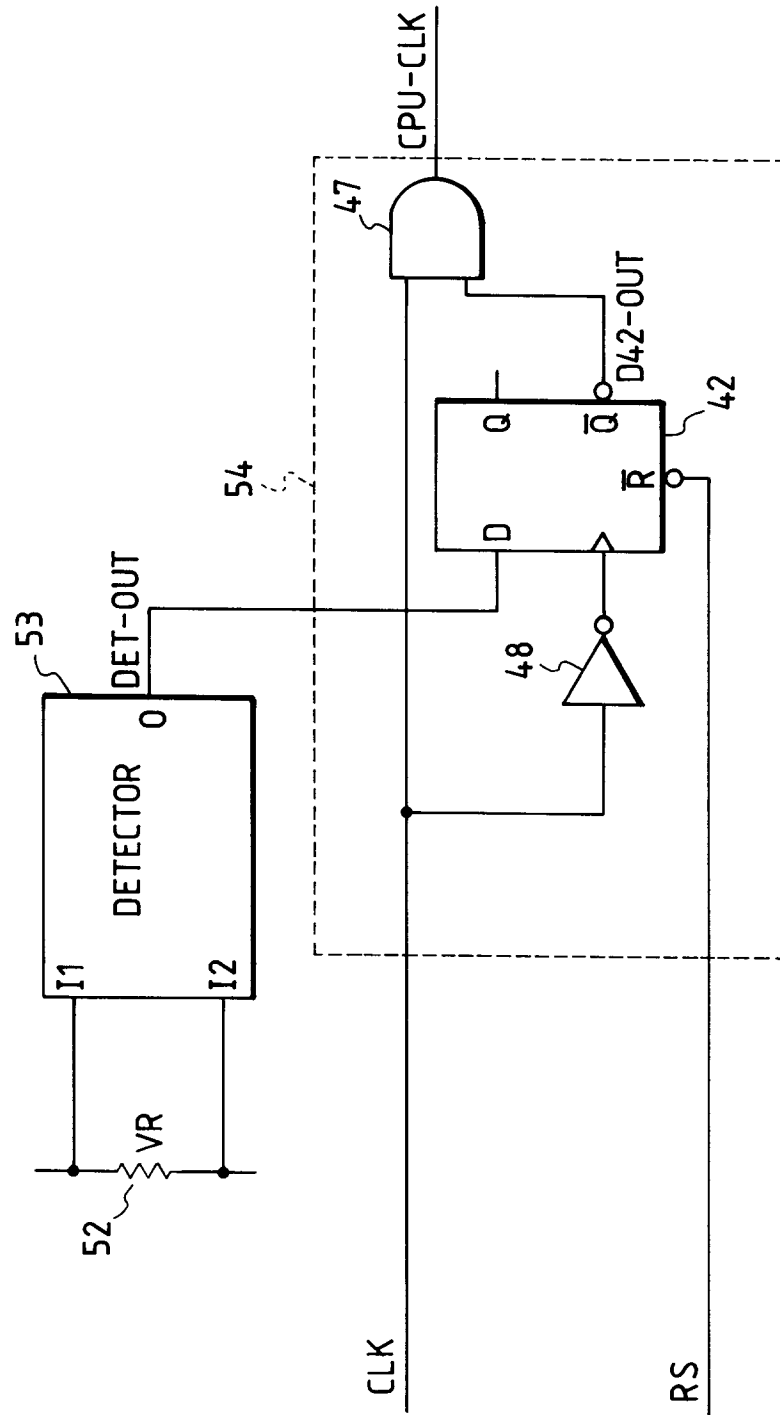 53
DETECTOR
I1
I2
O
DET-OUT
VR
52
54
47
CPU-CLK
CLK
D
Q
Q̅
R̅
D42-OUT
42
48
RS